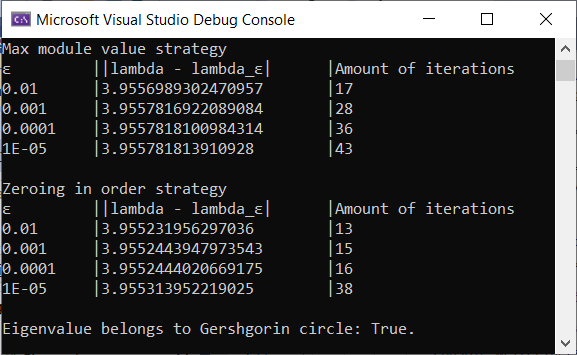 Microsoft Visual Studio Debug Console
Max module value strategy
ε ||lambda - lambda_ε| |Amount of iterations
0.01 |3.9556989302470957 |17
0.001 |3.9557816922089084 |28
0.0001 |3.9557818100984314 |36
1E-05 |3.955781813910928 |43
Zeroing in order strategy
ε ||lambda - lambda_ε| |Amount of iterations
0.01 |3.955231956297036 |13
0.001 |3.9552443947973543 |15
0.0001 |3.9552444020669175 |16
1E-05 |3.955313952219025 |38
Eigenvalue belongs to Gershgorin circle: True.